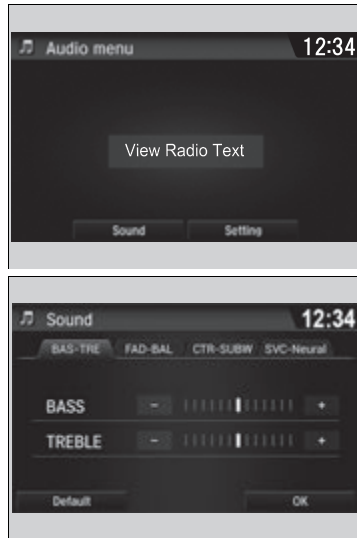 Audio menu 12:34
View Radio Text
Sound Setting
Sound 12:34
BAS-TRE FAD-BAL CTR-SUBW SVC-Neural
BASS - +
TREBLE - +
Default OK